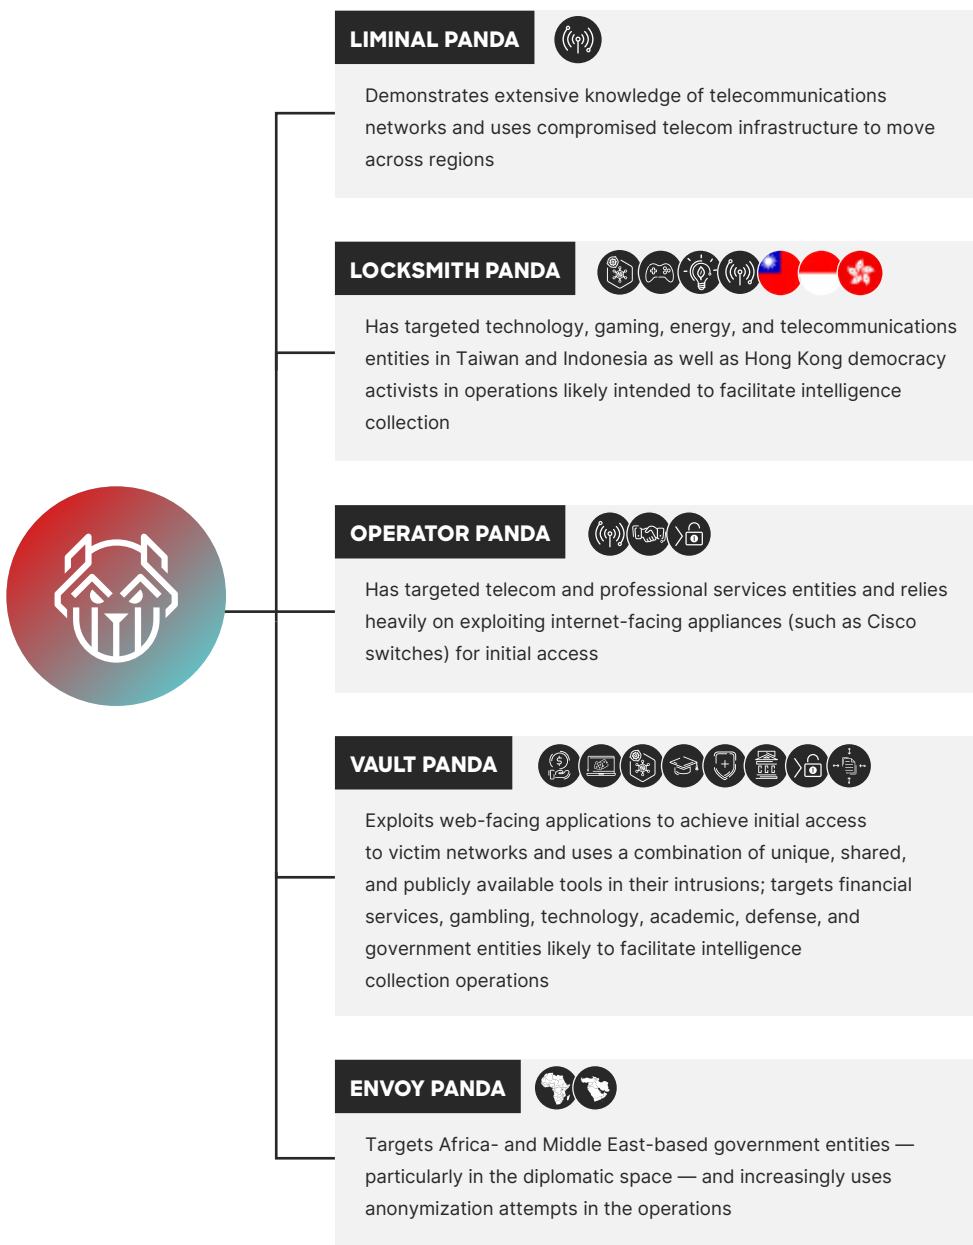 LIMINAL PANDA
Demonstrates extensive knowledge of telecommunications
networks and uses compromised telecom infrastructure to move
across regions
LOCKSMITH PANDA
Has targeted technology, gaming, energy, and telecommunications
entities in Taiwan and Indonesia as well as Hong Kong democracy
activists in operations likely intended to facilitate intelligence
collection
OPERATOR PANDA
Has targeted telecom and professional services entities and relies
heavily on exploiting internet-facing appliances (such as Cisco
switches) for initial access
VAULT PANDA
Exploits web-facing applications to achieve initial access
to victim networks and uses a combination of unique, shared,
and publicly available tools in their intrusions; targets financial
services, gambling, technology, academic, defense, and
government entities likely to facilitate intelligence
collection operations
ENVOY PANDA
Targets Africa- and Middle East-based government entities —
particularly in the diplomatic space — and increasingly uses
anonymization attempts in the operations